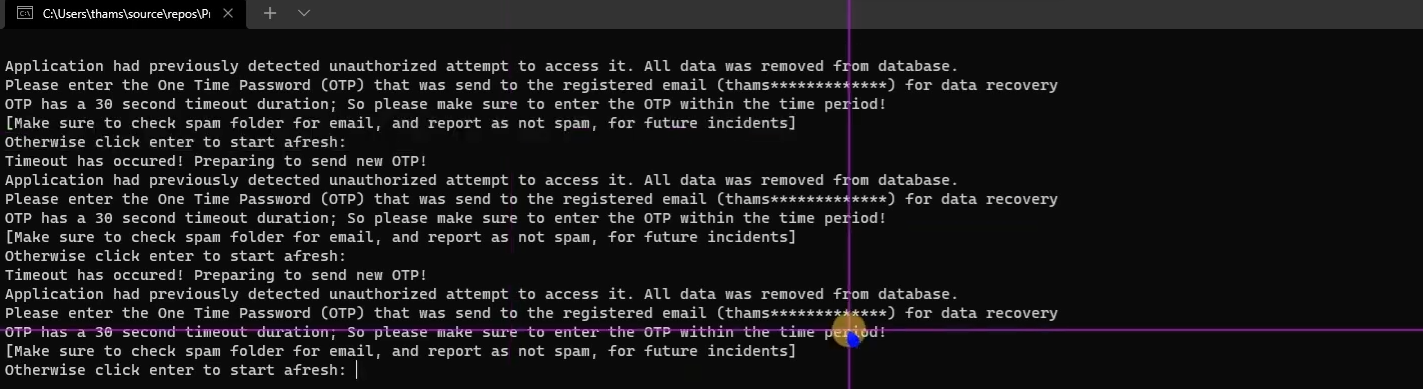 C:\Users\thams\source\repos\Pr
Application had previously detected unauthorized attempt to access it. All data was removed from database.
Please enter the One Time Password (OTP) that was send to the registered email (thams*************) for data recovery
OTP has a 30 second timeout duration; So please make sure to enter the OTP within the time period!
[Make sure to check spam folder for email, and report as not spam, for future incidents]
Otherwise click enter to start afresh:
Timeout has occured! Preparing to send new OTP!
Application had previously detected unauthorized attempt to access it. All data was removed from database.
Please enter the One Time Password (OTP) that was send to the registered email (thams*************) for data recovery
OTP has a 30 second timeout duration; So please make sure to enter the OTP within the time period!
[Make sure to check spam folder for email, and report as not spam, for future incidents]
Otherwise click enter to start afresh:
Timeout has occured! Preparing to send new OTP!
Application had previously detected unauthorized attempt to access it. All data was removed from database.
Please enter the One Time Password (OTP) that was send to the registered email (thams*************) for data recovery
OTP has a 30 second timeout duration; So please make sure to enter the OTP within the time period!
[Make sure to check spam folder for email, and report as not spam, for future incidents]
Otherwise click enter to start afresh: